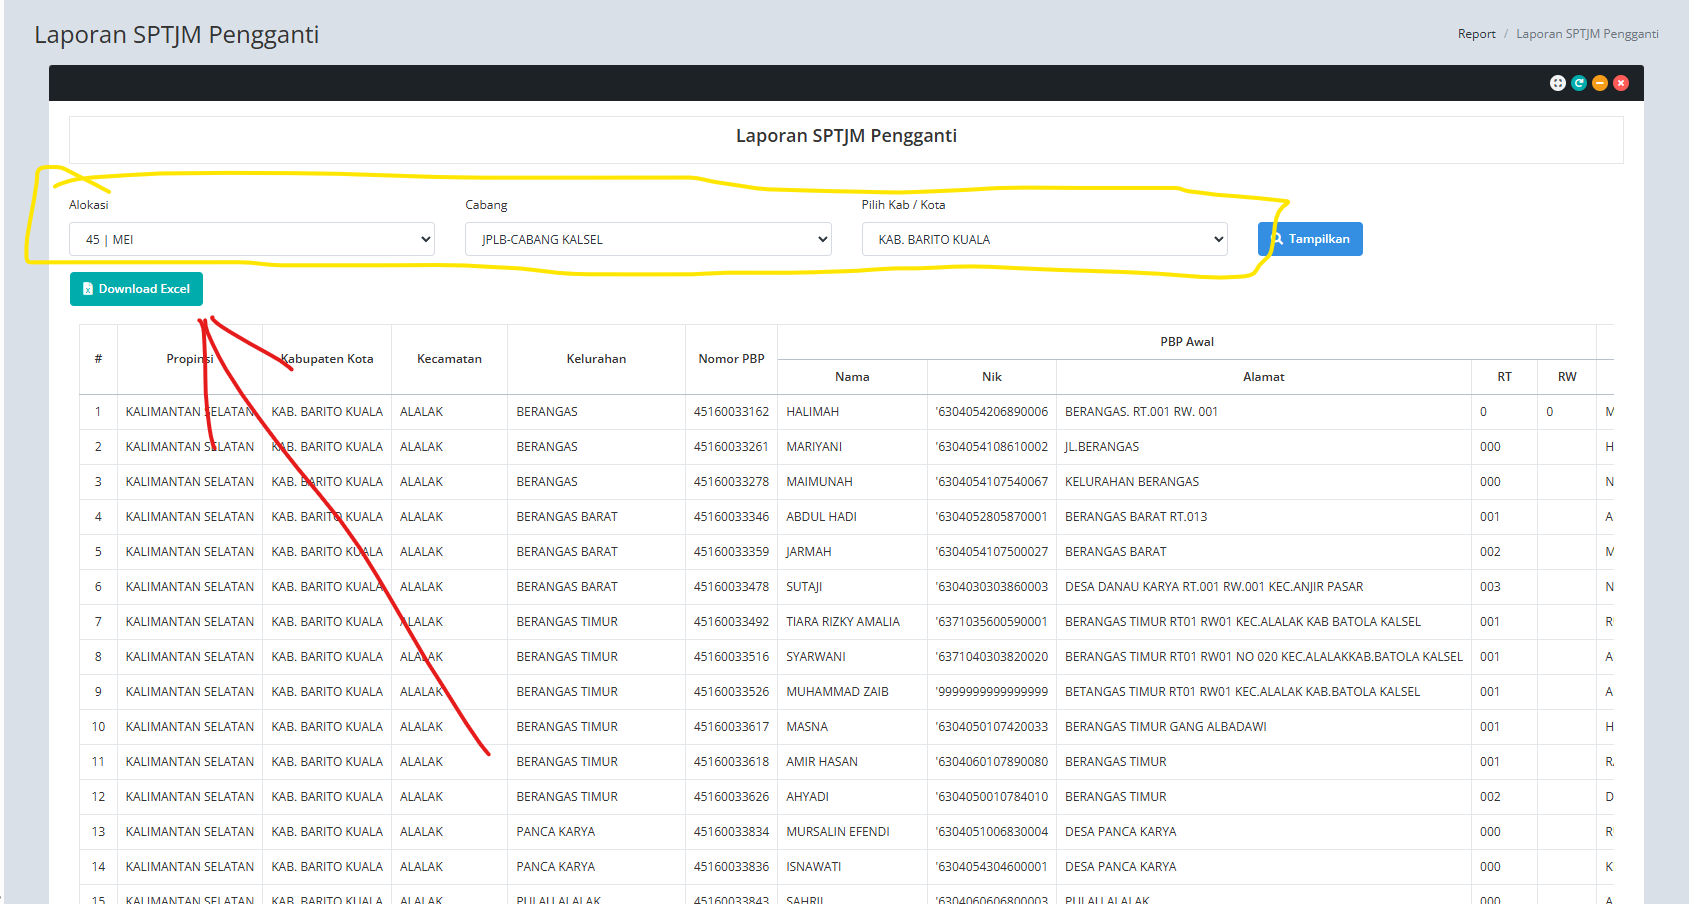 Laporan SPTJM Pengganti
Report / Laporan SPTJM Pengganti
Laporan SPTJM Pengganti
Alokasi Cabang Pilih Kab / Kota
45 | MEI JPLB-CABANG KALSEL KAB. BARITO KUALA Tampilkan
Download Excel
# Propinsi Kabupaten Kota Kecamatan Kelurahan Nomor PBP PBP Awal
Nama Nik Alamat RT RW
1 KALIMANTAN SELATAN KAB. BARITO KUALA ALALAK BERANGAS 45160033162 HALIMAH '6304054206890006 BERANGAS. RT.001 RW. 001 0 0 M
2 KALIMANTAN SELATAN KAB. BARITO KUALA ALALAK BERANGAS 45160033261 MARIYANI '6304054108610002 JL.BERANGAS 000 H
3 KALIMANTAN SELATAN KAB. BARITO KUALA ALALAK BERANGAS 45160033278 MAIMUNAH '6304054107540067 KELURAHAN BERANGAS 000 N
4 KALIMANTAN SELATAN KAB. BARITO KUALA ALALAK BERANGAS BARAT 45160033346 ABDUL HADI '6304052805870001 BERANGAS BARAT RT.013 001 A
5 KALIMANTAN SELATAN KAB. BARITO KUALA ALALAK BERANGAS BARAT 45160033359 JARMAH '6304054107500027 BERANGAS BARAT 002 M
6 KALIMANTAN SELATAN KAB. BARITO KUALA ALALAK BERANGAS BARAT 45160033478 SUTAJI '6304030303860003 DESA DANAU KARYA RT.001 RW.001 KEC.ANJIR PASAR 003 N
7 KALIMANTAN SELATAN KAB. BARITO KUALA ALALAK BERANGAS TIMUR 45160033492 TIARA RIZKY AMALIA '6371035600590001 BERANGAS TIMUR RT01 RW01 KEC.ALALAK KAB BATOLA KALSEL 001 R
8 KALIMANTAN SELATAN KAB. BARITO KUALA ALALAK BERANGAS TIMUR 45160033516 SYARWANI '6371040303820020 BERANGAS TIMUR RT01 RW01 NO 020 KEC.ALALAKKAB.BATOLA KALSEL 001 A
9 KALIMANTAN SELATAN KAB. BARITO KUALA ALALAK BERANGAS TIMUR 45160033526 MUHAMMAD ZAIB '9999999999999999 BETANGAS TIMUR RT01 RW01 KEC.ALALAK KAB.BATOLA KALSEL 001 A
10 KALIMANTAN SELATAN KAB. BARITO KUALA ALALAK BERANGAS TIMUR 45160033617 MASNA '6304050107420033 BERANGAS TIMUR GANG ALBADAWI 001 H
11 KALIMANTAN SELATAN KAB. BARITO KUALA ALALAK BERANGAS TIMUR 45160033618 AMIR HASAN '6304060107890080 BERANGAS TIMUR 001 RA
12 KALIMANTAN SELATAN KAB. BARITO KUALA ALALAK BERANGAS TIMUR 45160033626 AHYADI '6304050010784010 BERANGAS TIMUR 002 D
13 KALIMANTAN SELATAN KAB. BARITO KUALA ALALAK PANCA KARYA 45160033834 MURSALIN EFENDI '6304051006830004 DESA PANCA KARYA 000 R
14 KALIMANTAN SELATAN KAB. BARITO KUALA ALALAK PANCA KARYA 45160033836 ISNAWATI '6304054304600001 DESA PANCA KARYA 000 K
15 KALIMANTAN SELATAN KAB. BARITO KUALA ALALAK PULAU ALALAK 45160033843 SAHRIL '6304060606800003 PULAU ALALAK 000 A